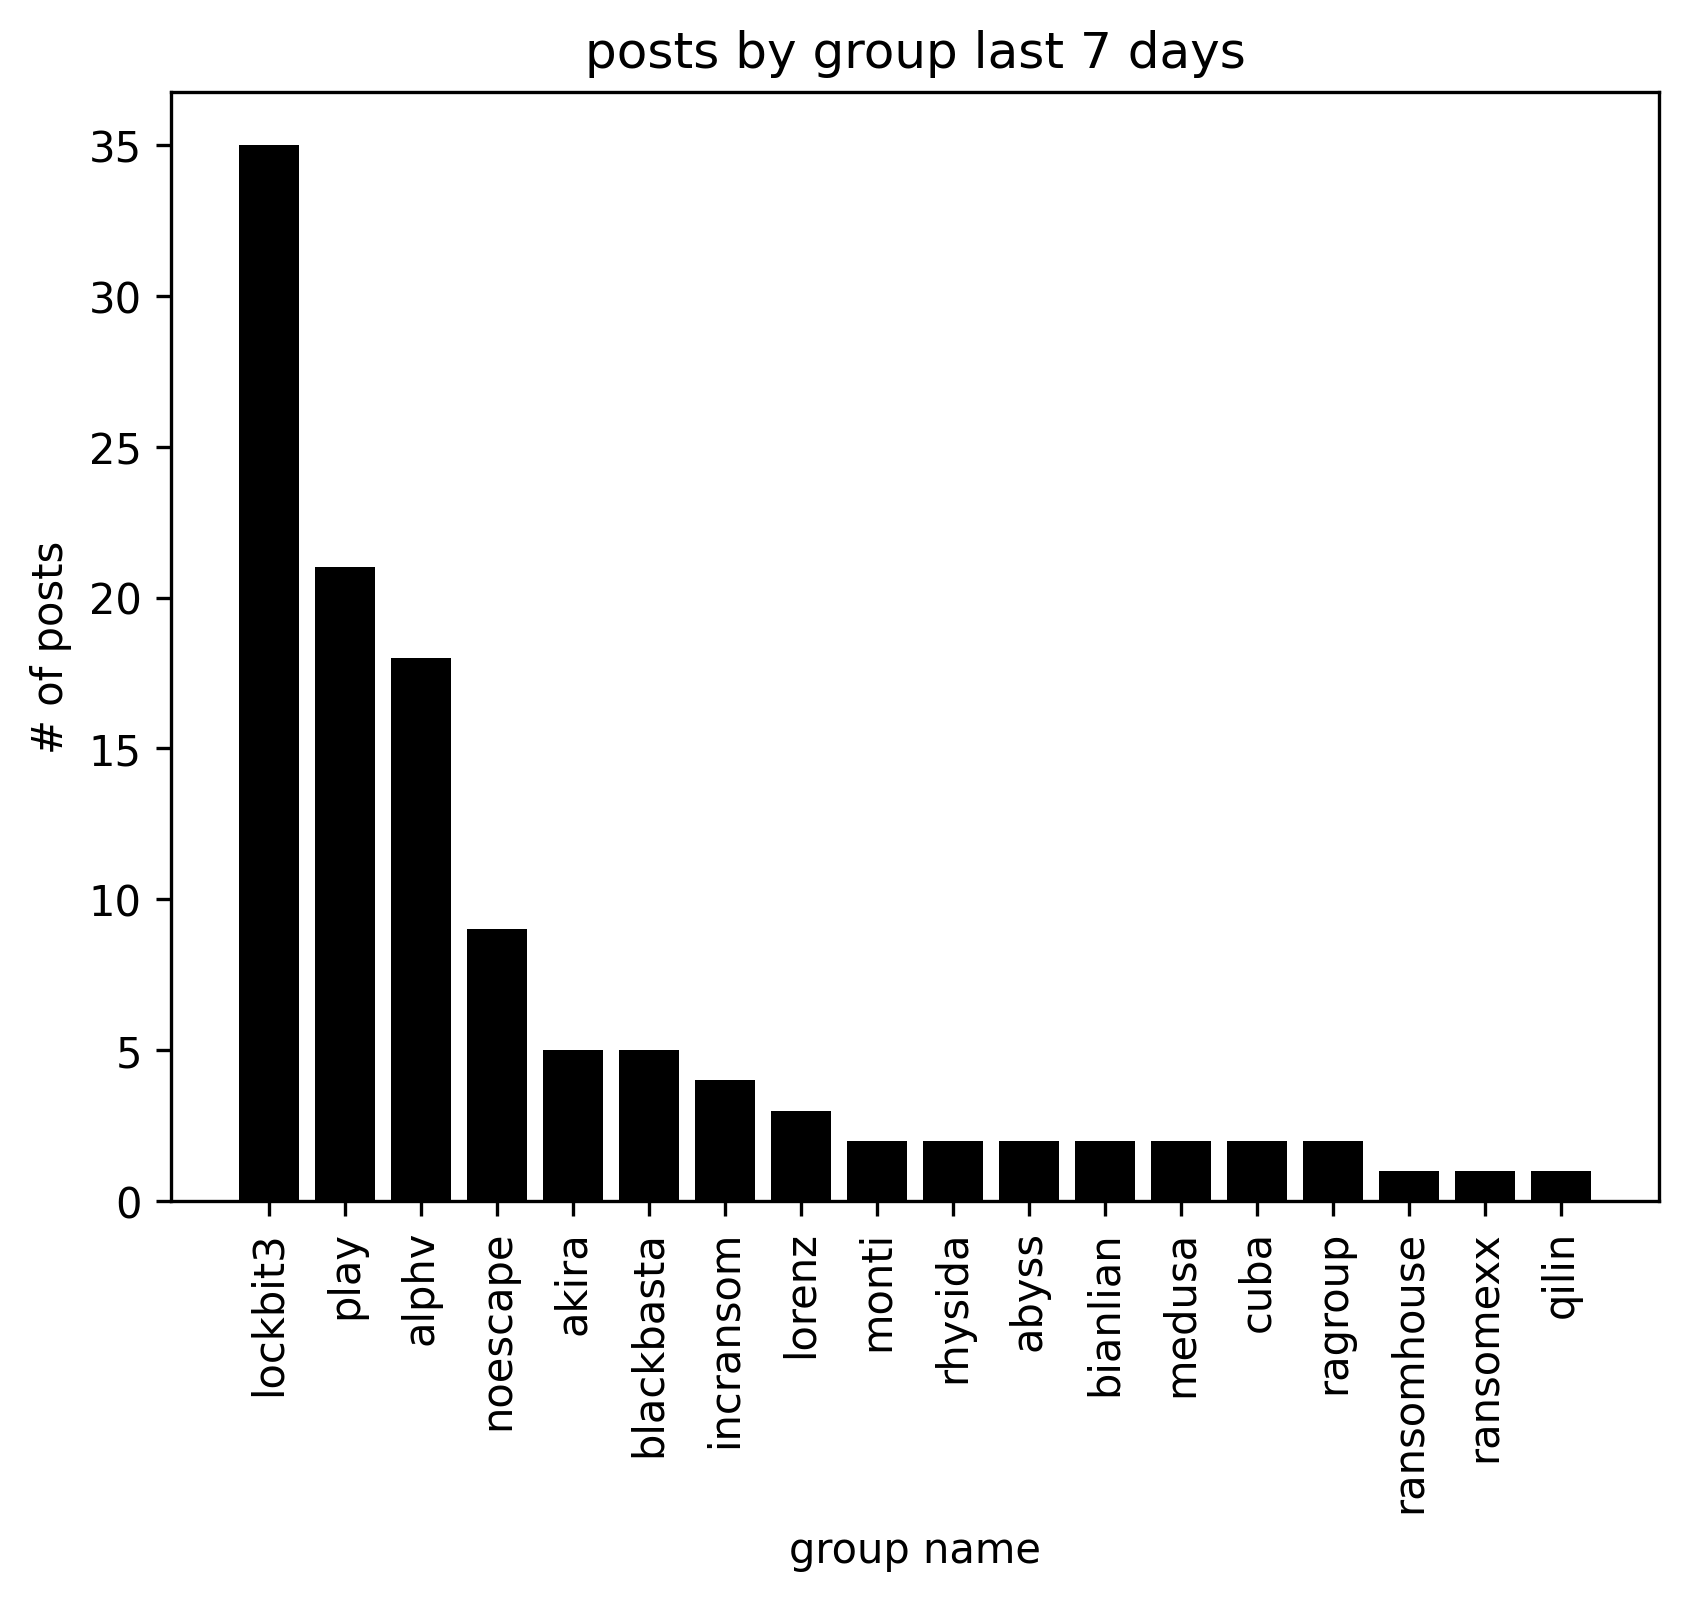 posts by group last 7 days
# of posts
35
30
25
20
15
10
5
0
lockbit3
play
alphv
noescape
akira
blackbasta
incransom
lorenz
monti
rhysida
abyss
bianlian
medusa
cuba
ragroup
ransomhouse
ransomexx
qilin
group name